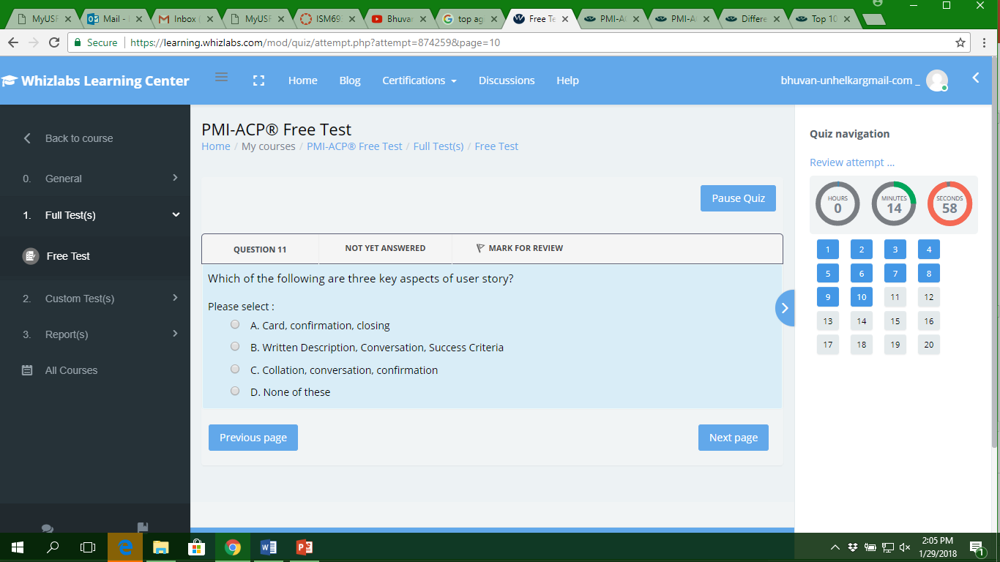 MyUSF
Mail -
Inbox (
MyUSF
ISM69
Bhuvan
top ag
Free Te
PMI-A
PMI-A
Differe
Top 10
Secure
https://learning.whizlabs.com/mod/quiz/attempt.php?attempt=874259&page=10
Whizlabs Learning Center
Home
Blog
Certifications
Discussions
Help
bhuvan-unhelkargmail-com _
Back to course
0. General
1. Full Test(s)
Free Test
2. Custom Test(s)
3. Report(s)
All Courses
PMI-ACP® Free Test
Home / My courses / PMI-ACP® Free Test / Full Test(s) / Free Test
Pause Quiz
QUESTION 11
NOT YET ANSWERED
MARK FOR REVIEW
Which of the following are three key aspects of user story?
Please select :
A. Card, confirmation, closing
B. Written Description, Conversation, Success Criteria
C. Collation, conversation, confirmation
D. None of these
Previous page
Next page
Quiz navigation
Review attempt ...
HOURS
0
MINUTES
14
SECONDS
58
1 2 3 4
5 6 7 8
9 10 11 12
13 14 15 16
17 18 19 20
2:05 PM
1/29/2018
1